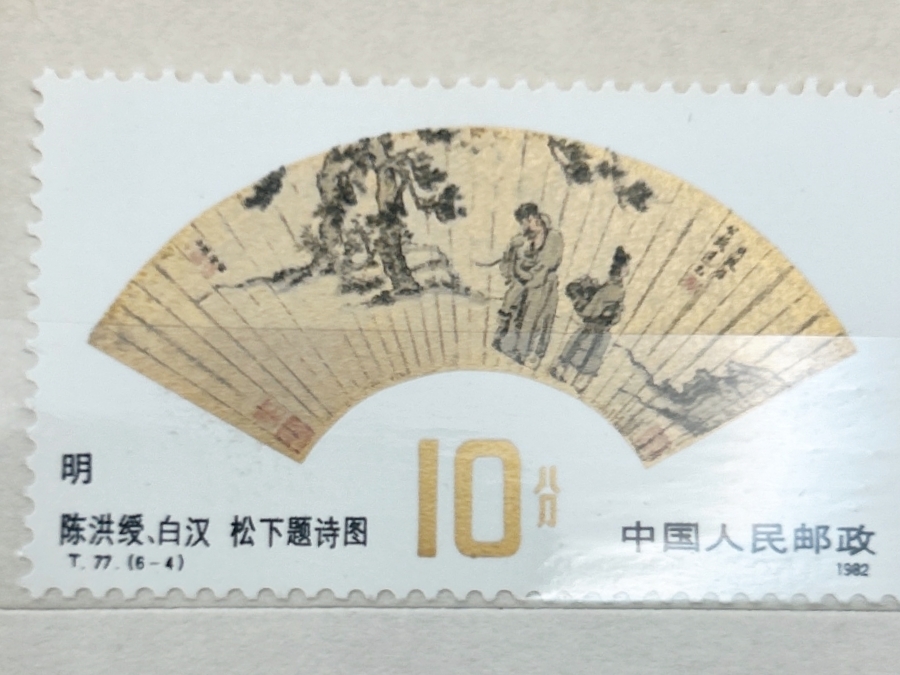 明
陈洪绶、白汉 松下题诗图
T.77.(6-4)
10分
中国人民邮政
1982